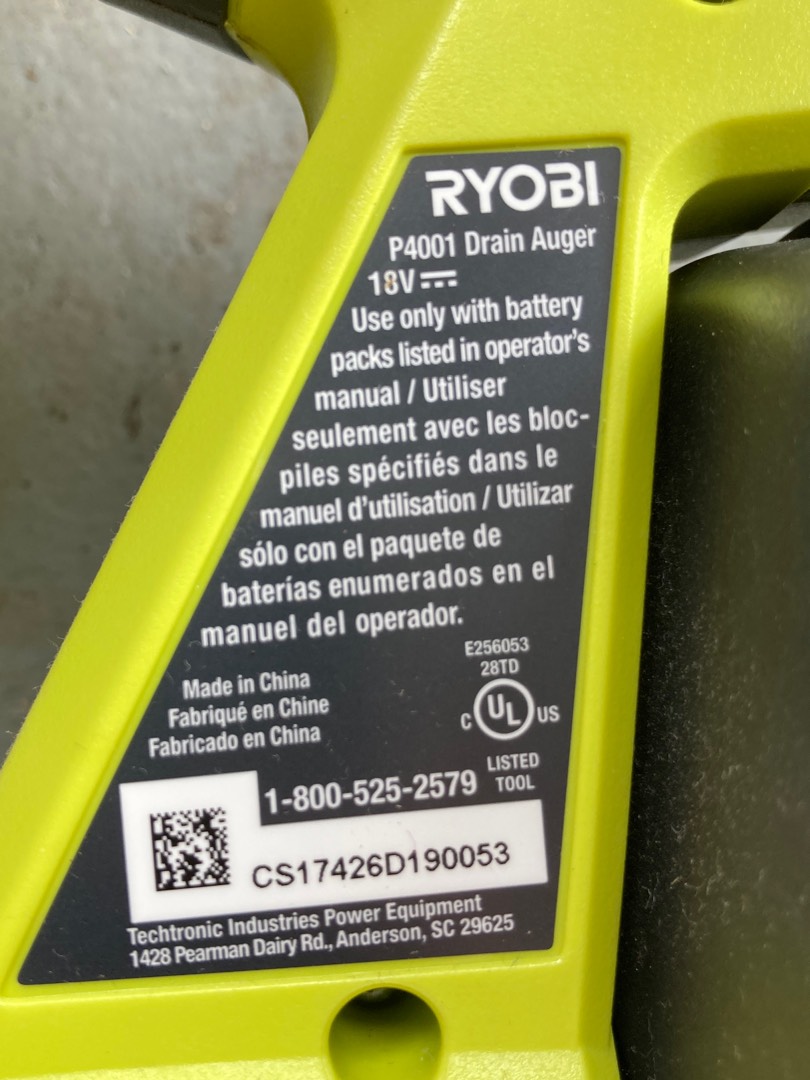 RYOBI
P4001 Drain Auger
18V
Use only with battery
packs listed in operator's
manual / Utiliser
seulement avec les bloc-
piles spécifiés dans le
manuel d'utilisation / Utilizar
sólo con el paquete de
baterías enumerados en el
manuel del operador.
E256053
28TD
Made in China
Fabriqué en Chine
Fabricado en China
C UL US
LISTED
TOOL
1-800-525-2579
CS17426D190053
Techtronic Industries Power Equipment
1428 Pearman Dairy Rd., Anderson, SC 29625